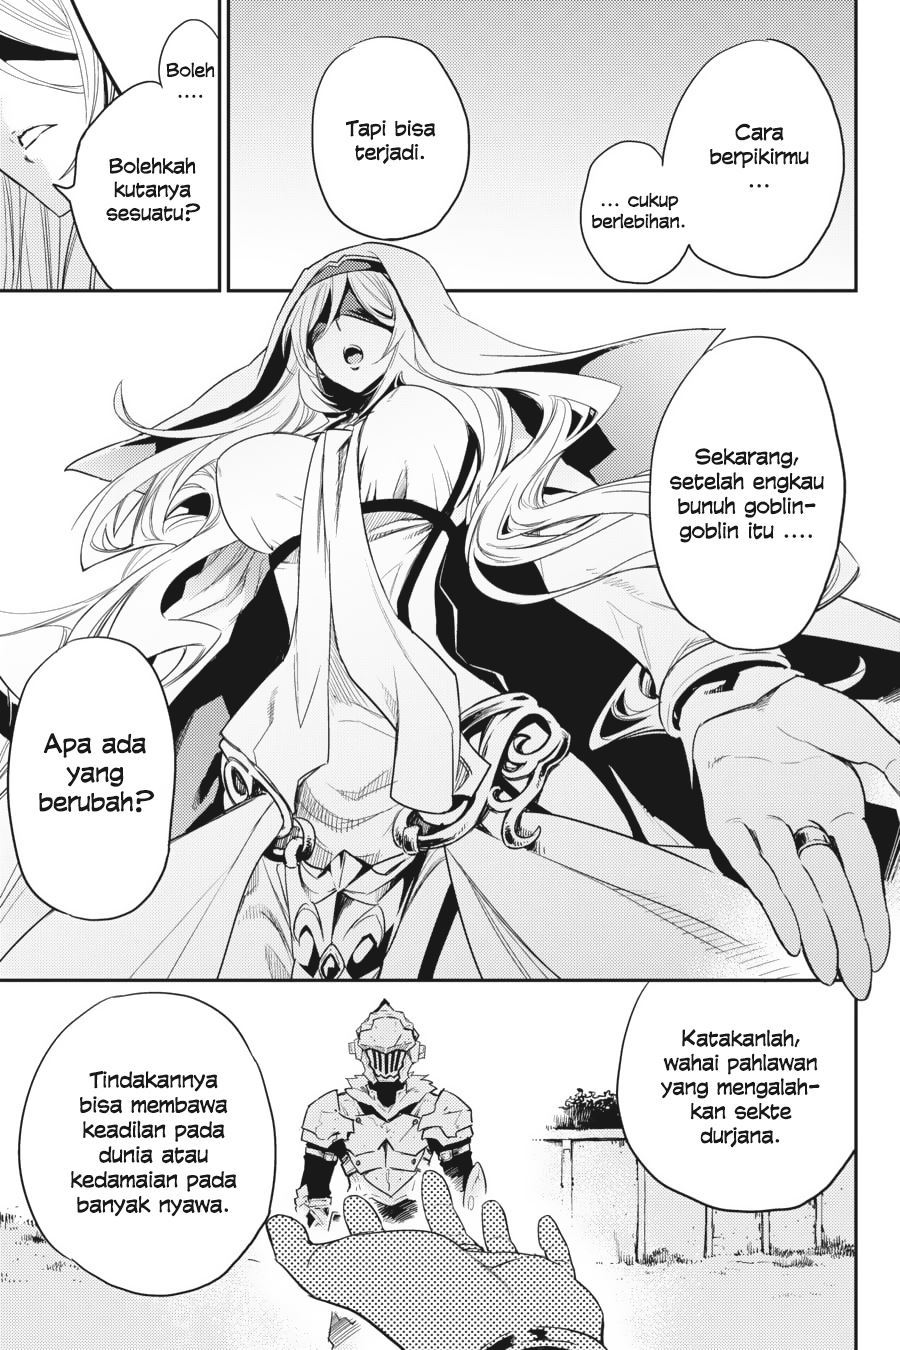 Cara
berpikirmu
...
... cukup
berlebihan.
Tapi bisa
terjadi.
Boleh
....
Bolehkah
kutanya
sesuatu?
Sekarang,
setelah engkau
bunuh goblin-
goblin itu ....
Apa ada
yang
berubah?
Katakanlah,
wahai pahlawan
yang mengalah-
kan sekte
durjana.
Tindakannya
bisa membawa
keadilan pada
dunia atau
kedamaian pada
banyak nyawa.